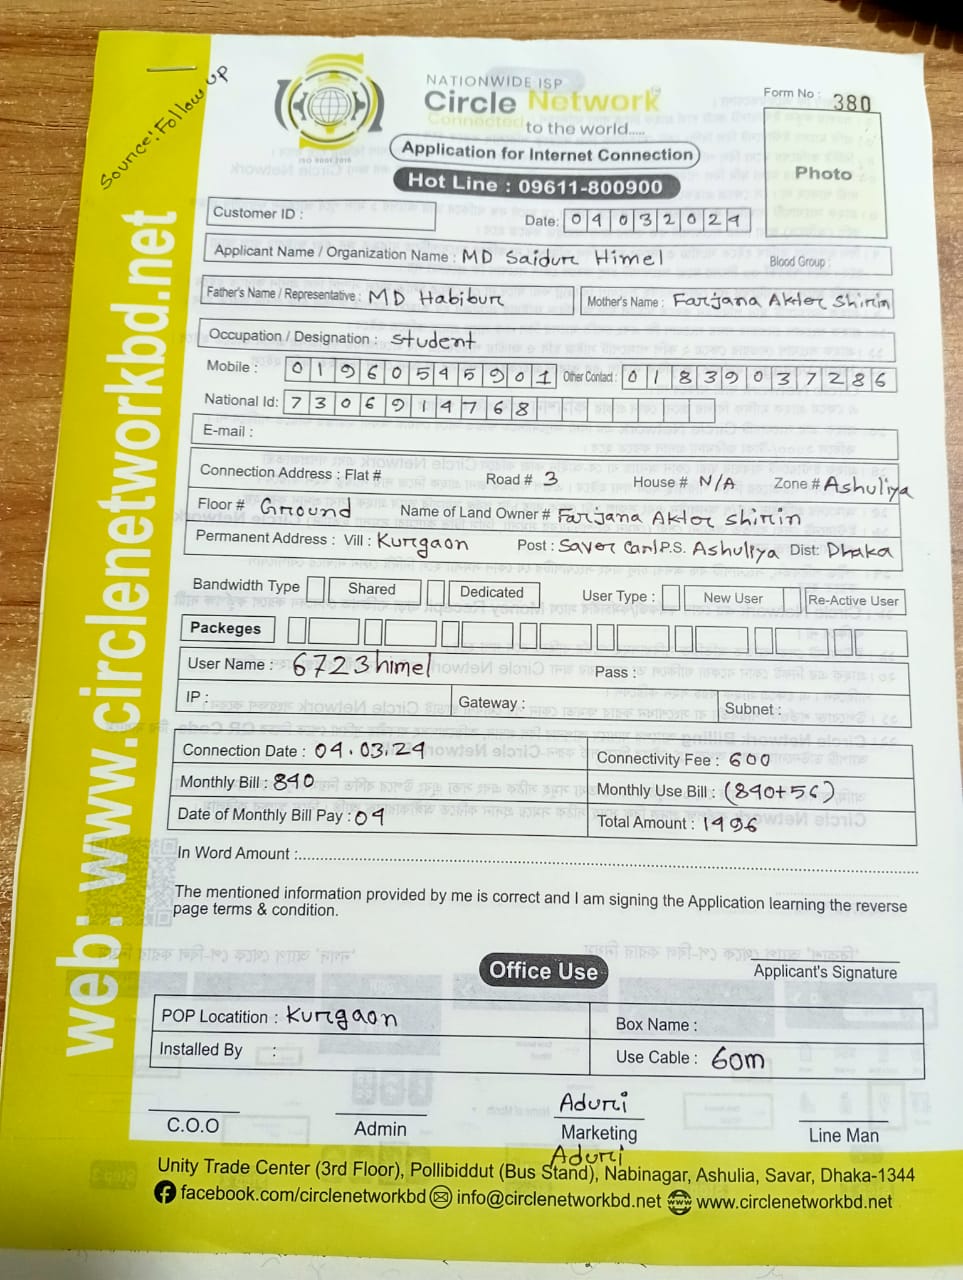 Source: Follow UP
NATIONWIDE ISP
Circle Network
Connected to the world.....
ISO 9001:2015
Application for Internet Connection
Hot Line : 09611-800900
Form No : 380
Photo
Customer ID :
Date: 04032024
Applicant Name / Organization Name : MD Saidur Himel Blood Group :
Father's Name / Representative : MD Habibur Mother's Name : Farjana Akter Shirin
Occupation / Designation : Student
Mobile : 01960545901 Other Contact : 01839037286
National Id: 7306914768
E-mail :
Connection Address : Flat # Road # 3 House # N/A Zone # Ashuliya
Floor # Ground Name of Land Owner # Farjana Akter Shirin
Permanent Address : Vill : Kurgaon Post : Saver Cant P.S. Ashuliya Dist: Dhaka
Bandwidth Type Shared Dedicated User Type : New User Re-Active User
Packeges
User Name : 6723himel Pass :
IP : Gateway : Subnet :
Connection Date : 04.03.24 Connectivity Fee : 600
Monthly Bill : 840 Monthly Use Bill : (840+56)
Date of Monthly Bill Pay : 04 Total Amount : 1496
In Word Amount :
The mentioned information provided by me is correct and I am signing the Application learning the reverse
page terms & condition.
Applicant's Signature
Office Use
POP Locatition : Kurgaon Box Name :
Installed By : Use Cable : 60m
Aduri
C.O.O Admin Marketing Line Man
Aduri
Unity Trade Center (3rd Floor), Pollibiddut (Bus Stand), Nabinagar, Ashulia, Savar, Dhaka-1344
facebook.com/circlenetworkbd info@circlenetworkbd.net www.circlenetworkbd.net
web: www.circlenetworkbd.net